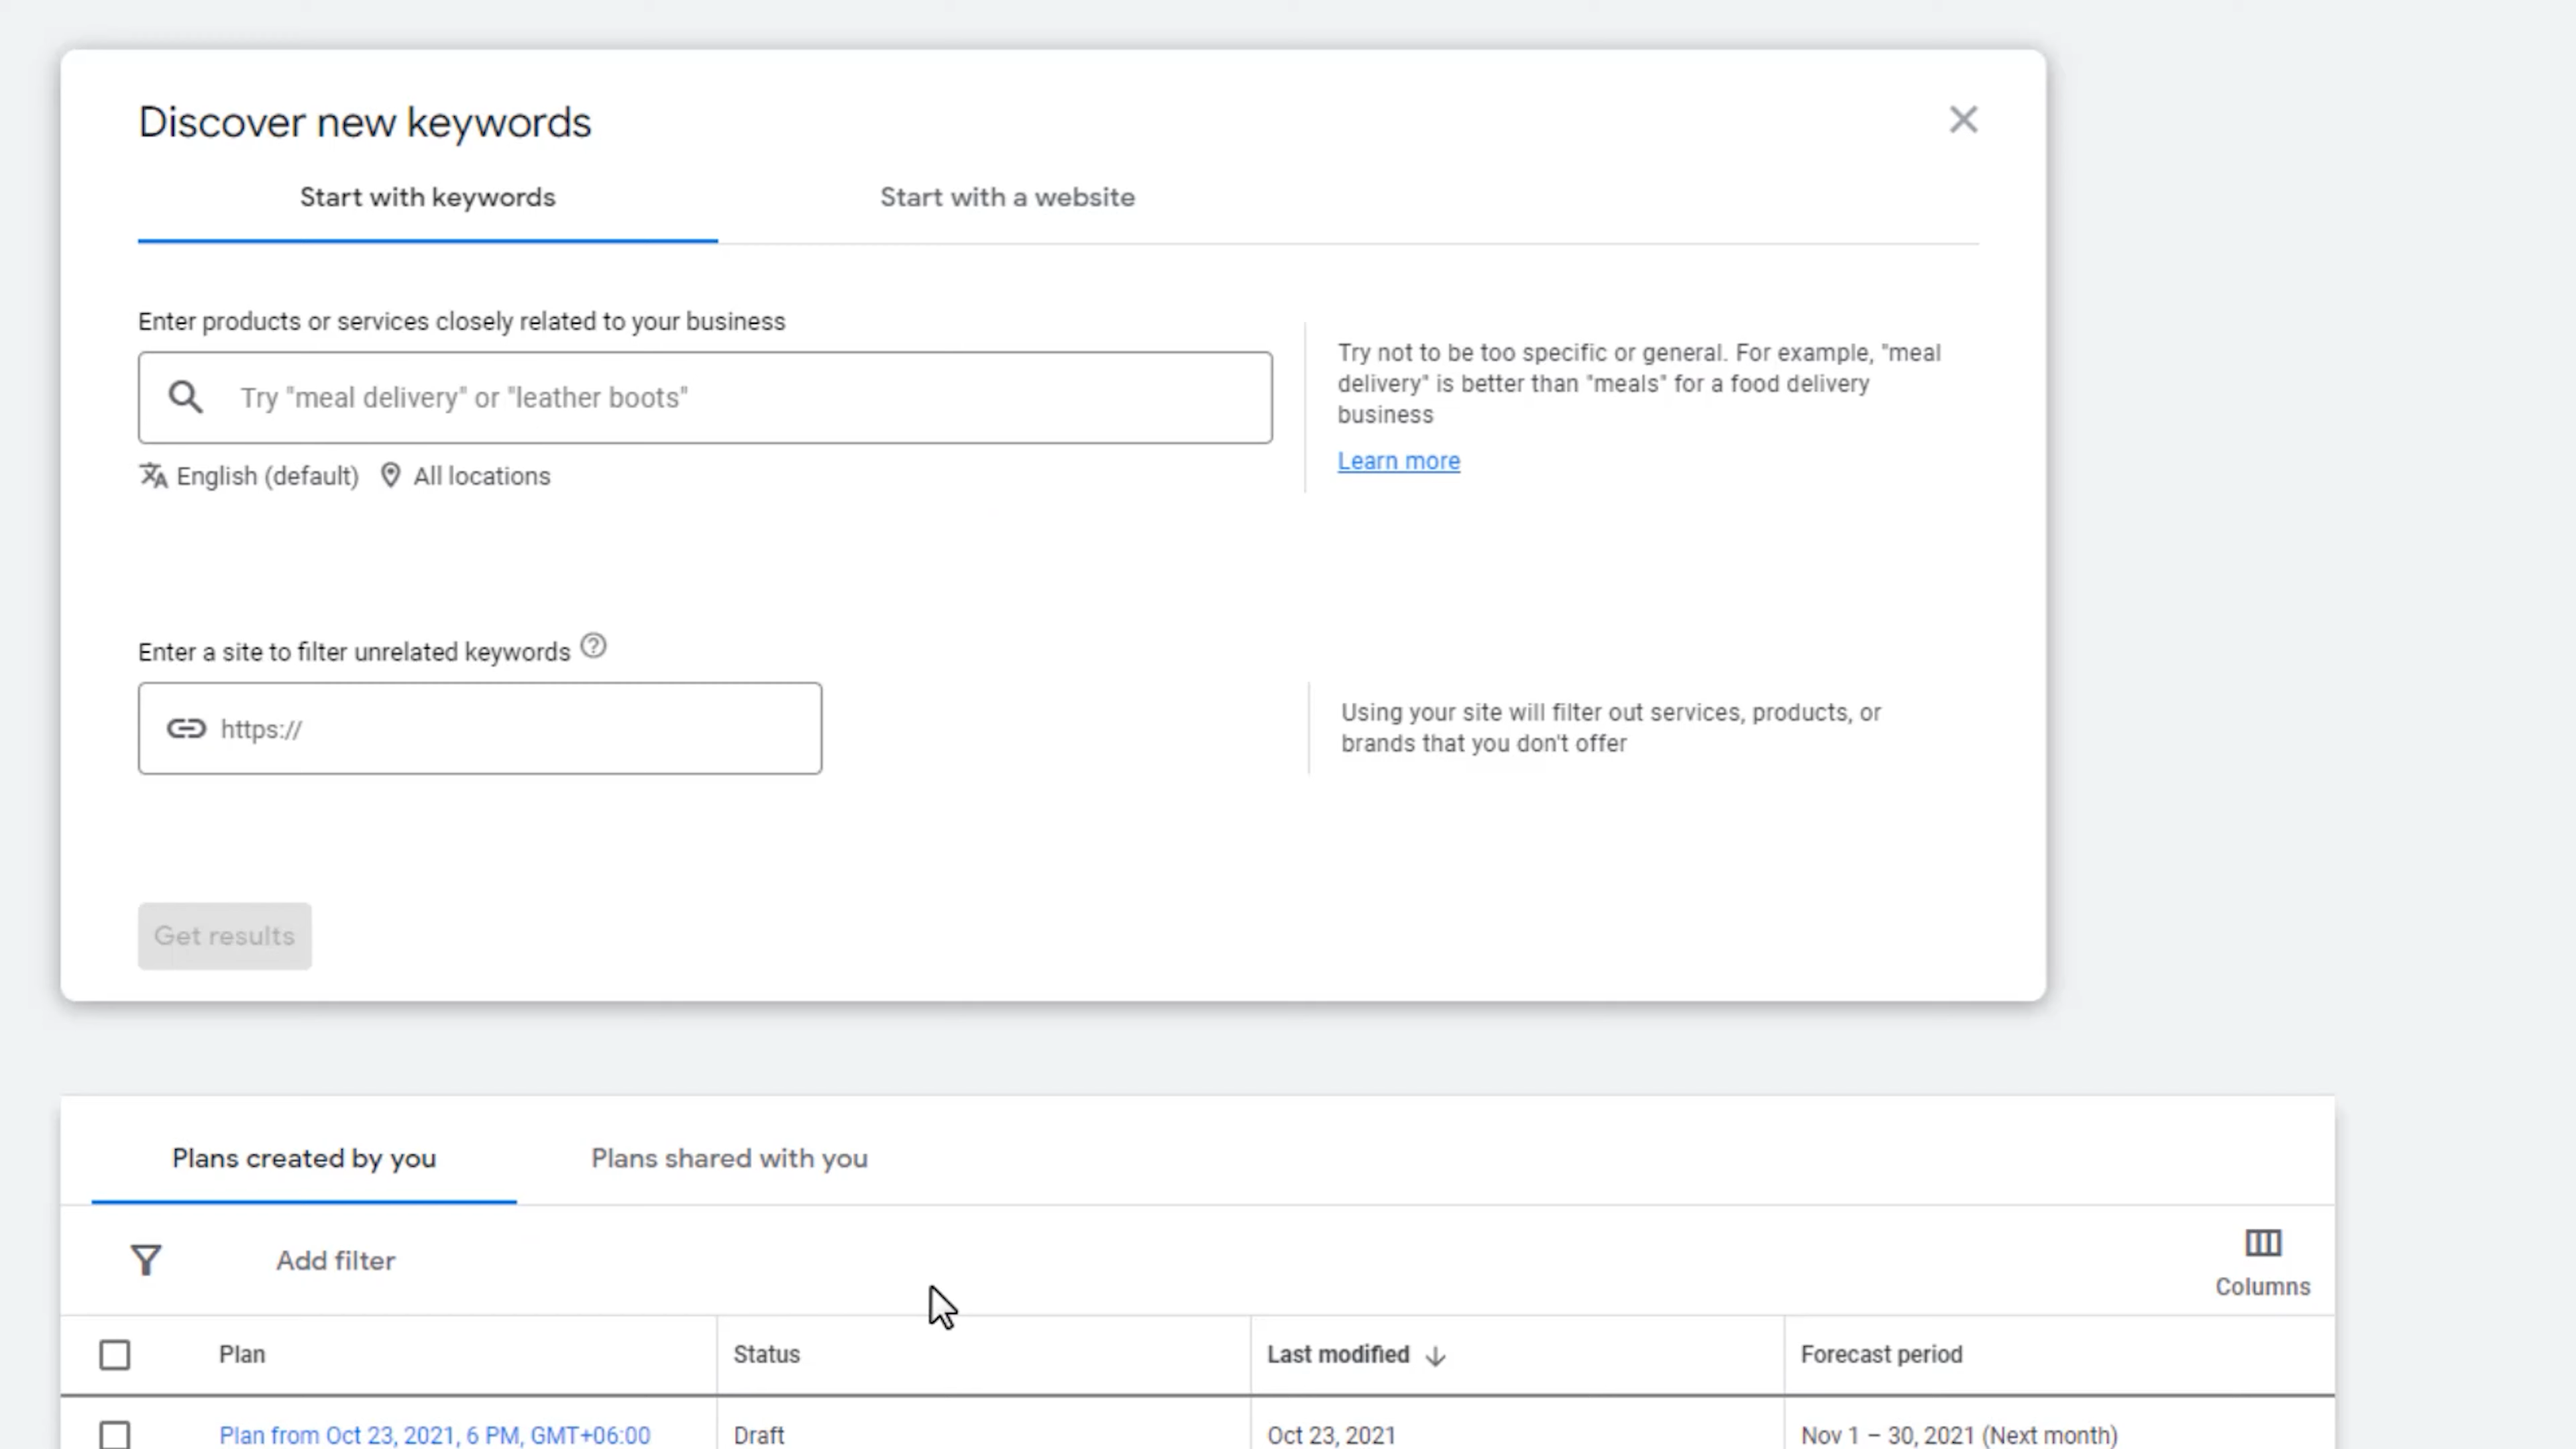 Discover new keywords
Start with keywords
Start with a website
Enter products or services closely related to your business
Try "meal delivery" or "leather boots"
English (default)
All locations
Try not to be too specific or general. For example, "meal
delivery" is better than "meals" for a food delivery
business
Learn more
Enter a site to filter unrelated keywords
https://
Using your site will filter out services, products, or
brands that you don't offer
Get results
Plans created by you
Plans shared with you
Add filter
Columns
Plan
Status
Last modified
Forecast period
Plan from Oct 23, 2021, 6 PM, GMT+06:00
Draft
Oct 23, 2021
Nov 1 – 30, 2021 (Next month)